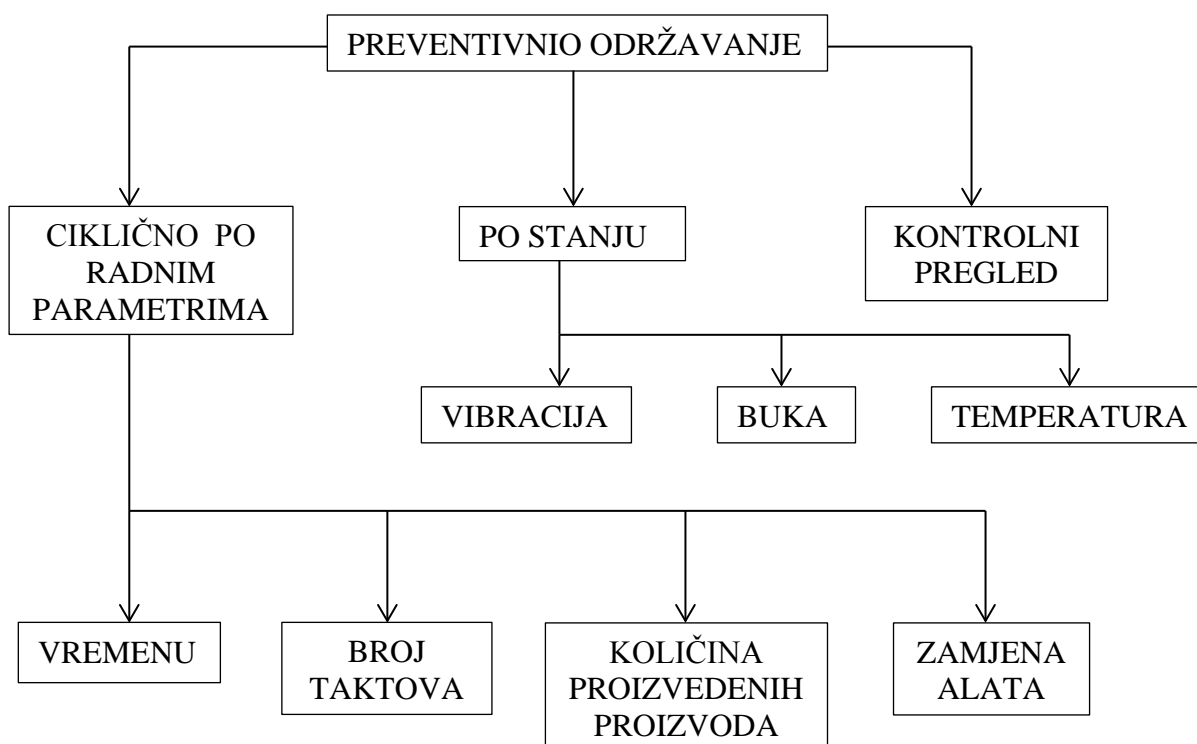 PREVENTIVNIO ODRŽAVANJE
CIKLIČNO PO
RADNIM
PARAMETRIMA
PO STANJU
KONTROLNI
PREGLED
VIBRACIJA
BUKA
TEMPERATURA
VREMENU
BROJ
TAKTOVA
KOLIČINA
PROIZVEDENIH
PROIZVODA
ZAMJENA
ALATA